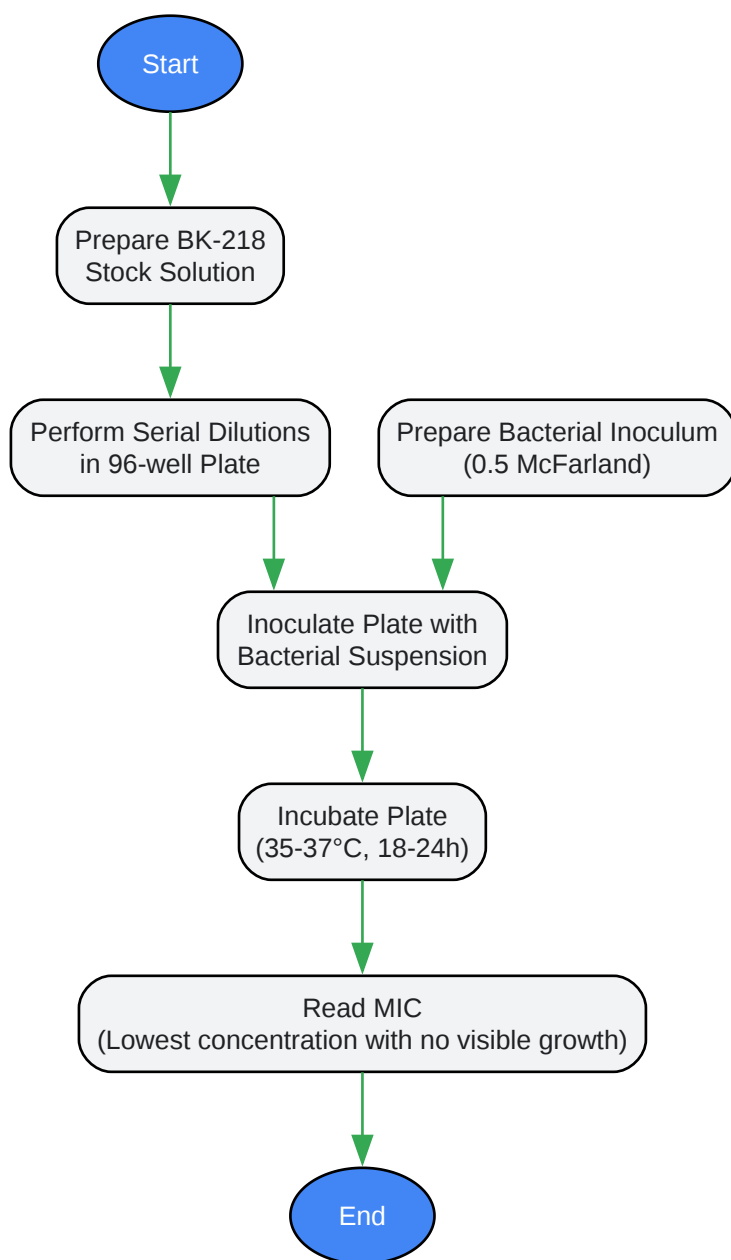 Start
Prepare BK-218
Stock Solution
Perform Serial Dilutions
in 96-well Plate
Prepare Bacterial Inoculum
(0.5 McFarland)
Inoculate Plate with
Bacterial Suspension
Incubate Plate
(35-37°C, 18-24h)
Read MIC
(Lowest concentration with no visible growth)
End